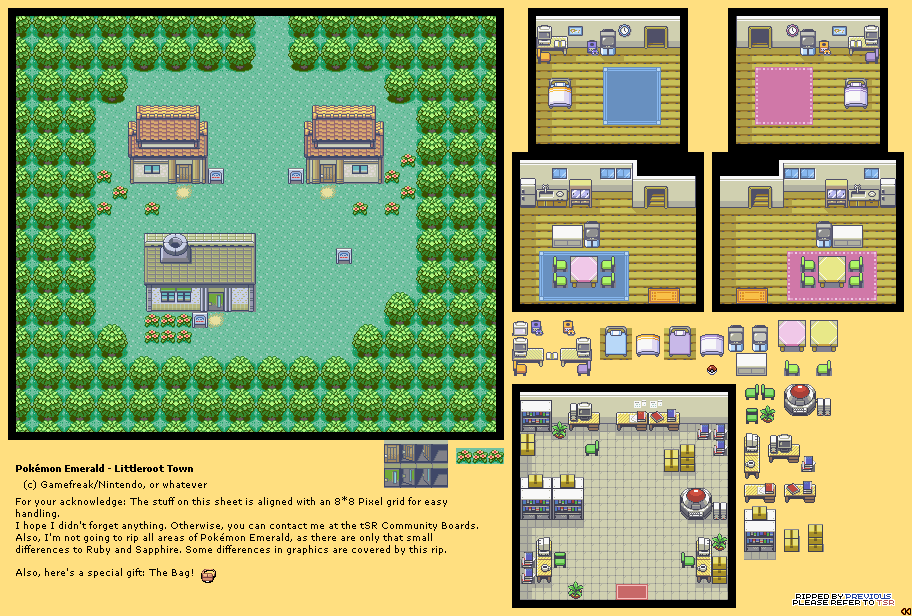 Pokémon Emerald - Littleroot Town
(c) Gamefreak/Nintendo, or whatever
For your acknowledge: The stuff on this sheet is aligned with an 8*8 Pixel grid for easy
handling.
I hope I didn't forget anything. Otherwise, you can contact me at the tSR Community Boards.
Also, I'm not going to rip all areas of Pokémon Emerald, as there are only that small
differences to Ruby and Sapphire. Some differences in graphics are covered by this rip.
Also, here's a special gift: The Bag!
RIPPED BY PREVIOUS
PLEASE REFER TO TSR